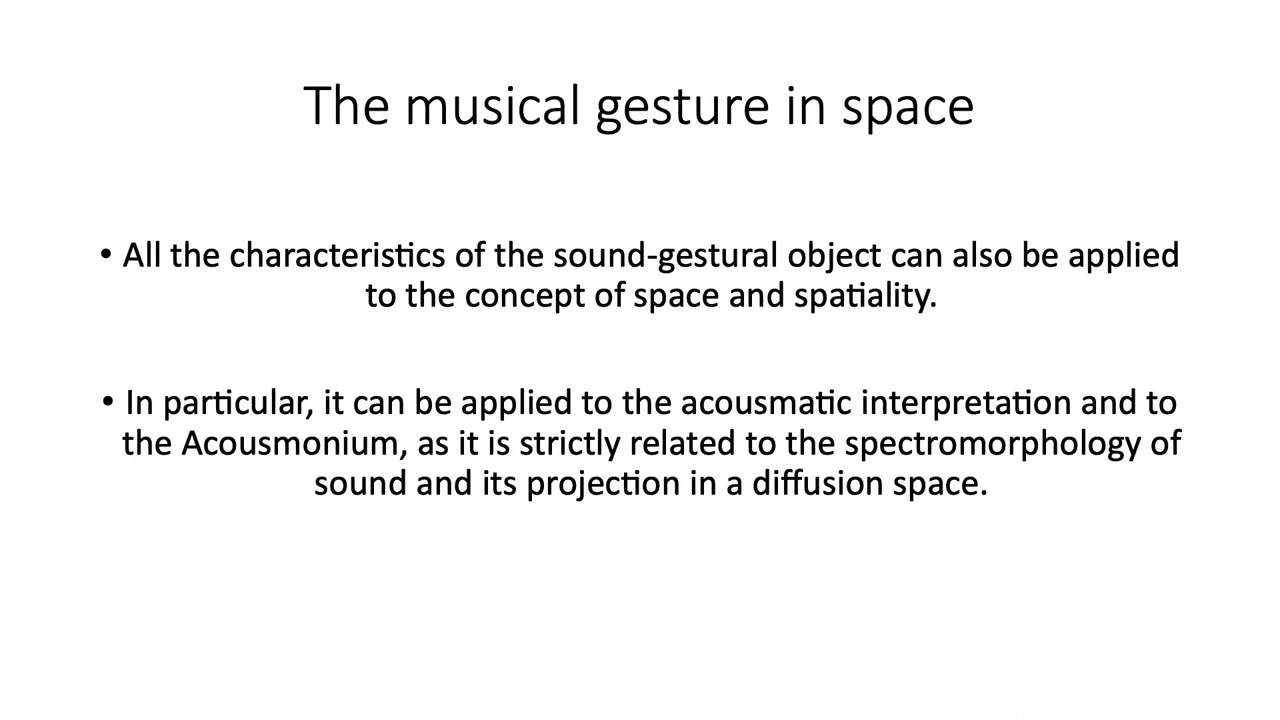 The musical gesture in space
• All the characteristics of the sound-gestural object can also be applied
to the concept of space and spatiality.
• In particular, it can be applied to the acousmatic interpretation and to
the Acousmonium, as it is strictly related to the spectromorphology of
sound and its projection in a diffusion space.